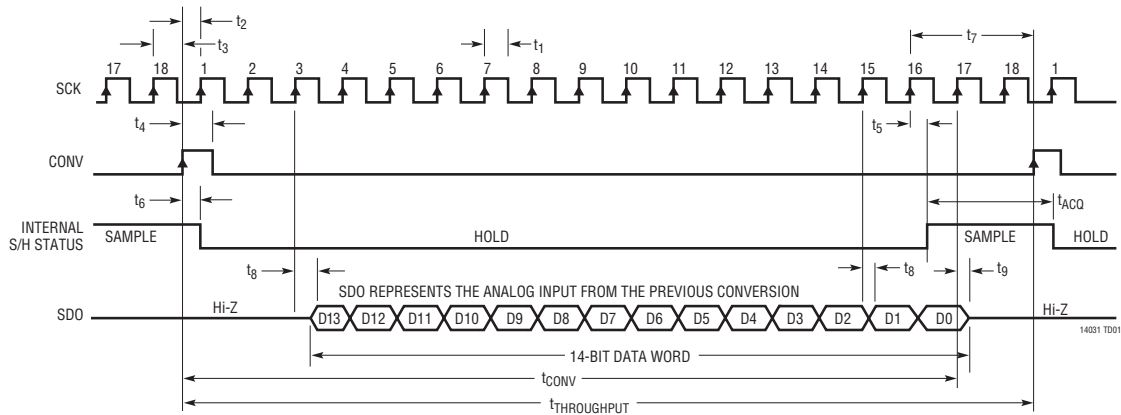 t2
t3
t1
t7
17 18 1 2 3 4 5 6 7 8 9 10 11 12 13 14 15 16 17 18 1
SCK
t4
t5
CONV
t6
tACQ
INTERNAL
S/H STATUS
SAMPLE
HOLD
SAMPLE
HOLD
t8
t8
t9
SDO REPRESENTS THE ANALOG INPUT FROM THE PREVIOUS CONVERSION
SDO
Hi-Z
D13 D12 D11 D10 D9 D8 D7 D6 D5 D4 D3 D2 D1 D0
Hi-Z
14031 TD01
14-BIT DATA WORD
tCONV
tTHROUGHPUT